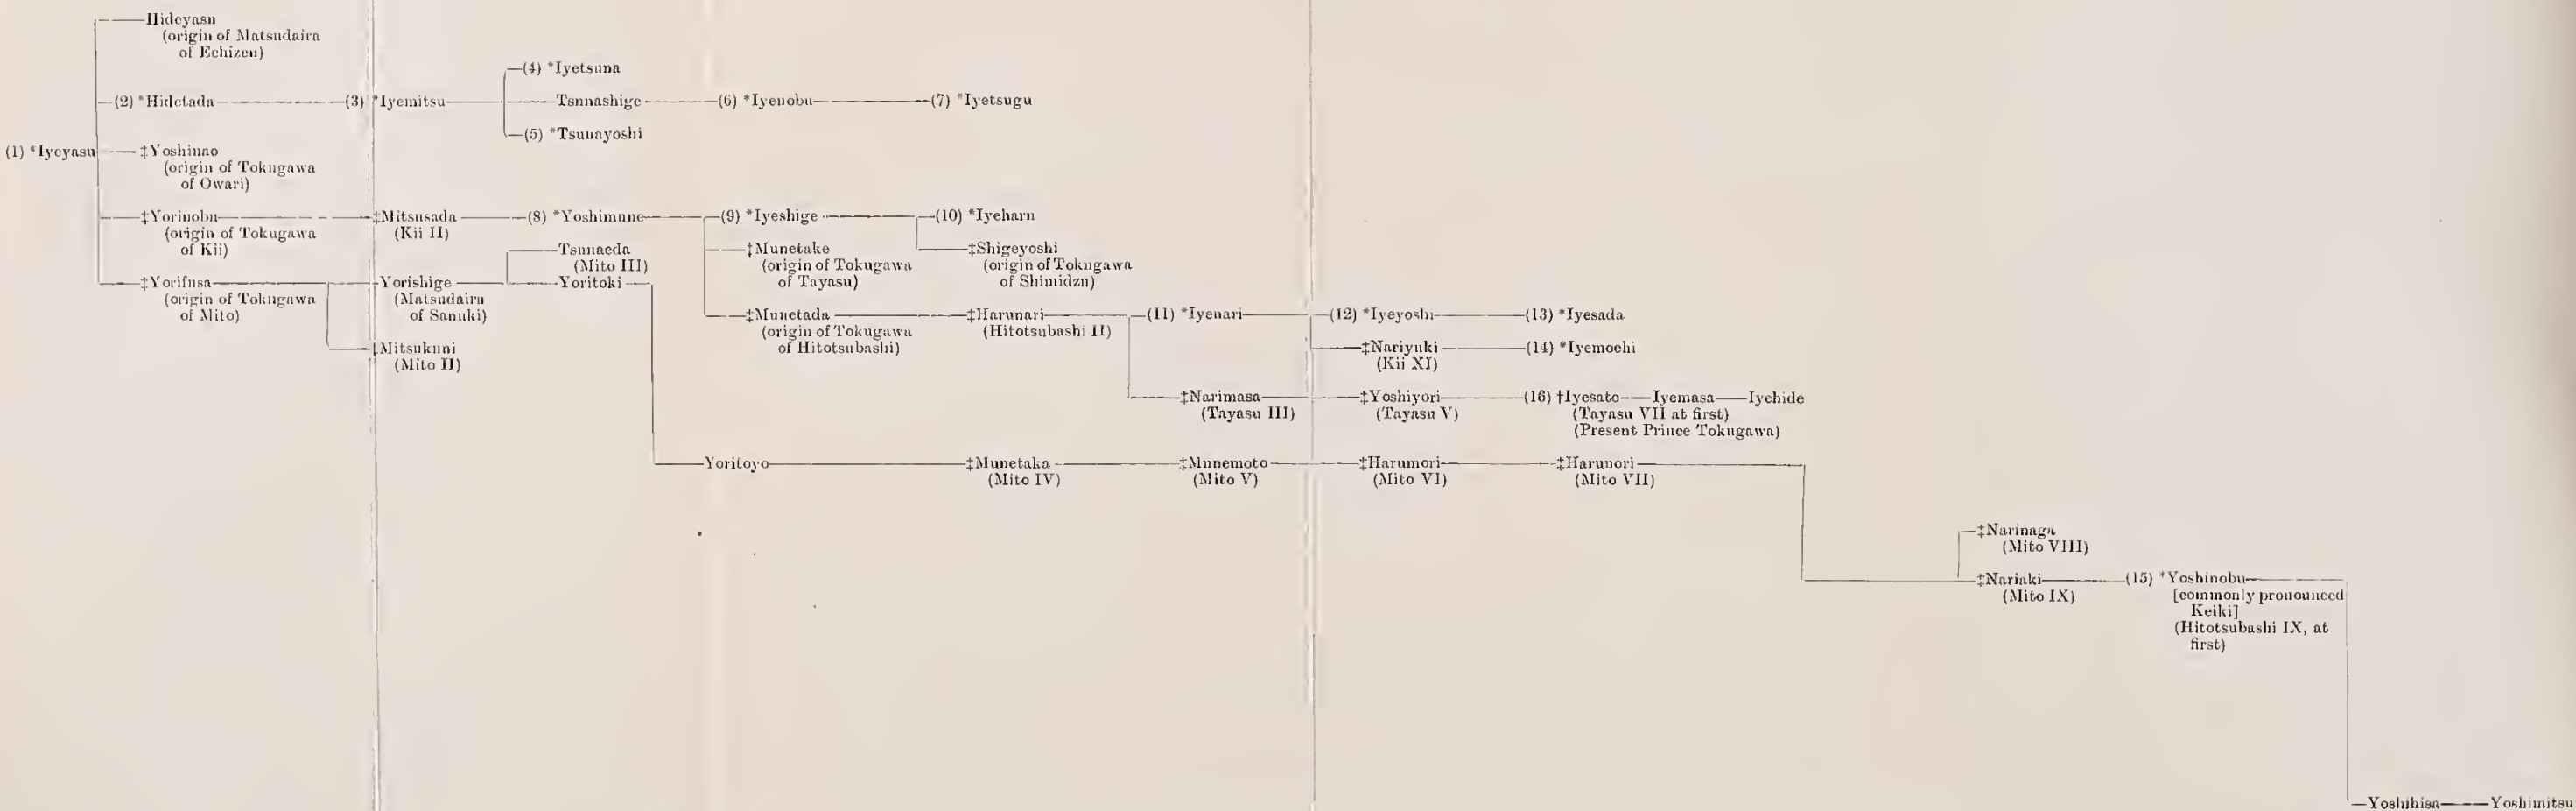 Hideyasu
(origin of Matsudaira
of Echizen)
(4) *Iyetsuna
(2) *Hidetada (3) *Iyemitsu Tsunashige (6) *Iyenobu (7) *Iyetsugu
(5) *Tsunayoshi
(1) *Iyeyasu ‡Yoshinao
(origin of Tokugawa
of Owari)
‡Yorinobu ‡Mitsusada (8) *Yoshimune (9) *Iyeshige (10) *Iyeharu
(origin of Tokugawa (Kii II)
of Kii)
Tsunaeda ‡Munetake ‡Shigeyoshi
(Mito III) (origin of Tokugawa (origin of Tokugawa
of Tayasu) of Shimidzu)
‡Yorifusa Yorishige Yoritoki
(origin of Tokugawa (Matsudaira
of Mito) of Sanuki)
‡Munetada ‡Harunari (11) *Iyenari (12) *Iyeyoshi (13) *Iyesada
(origin of Tokugawa (Hitotsubashi II)
of Hitotsubashi)
‡Mitsukuni ‡Nariyuki (14) *Iyemochi
(Mito II) (Kii XI)
‡Narimasa ‡Yoshiyori (16) †Iyesato Iyemasa Iyehide
(Tayasu III) (Tayasu V) (Tayasu VII at first)
(Present Prince Tokugawa)
Yoritoyo ‡Munetaka ‡Munemoto ‡Harumori ‡Harunori
(Mito IV) (Mito V) (Mito VI) (Mito VII)
‡Narinaga
(Mito VIII)
‡Nariaki (15) *Yoshinobu
(Mito IX) [commonly pronounced
Keiki]
(Hitotsubashi IX, at
first)
Yoshihisa Yoshimitsu